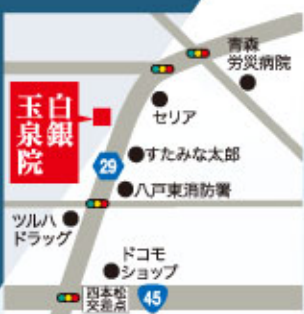 青森
労災病院
セリア
白銀
玉泉院
すたみな太郎
29
八戸東消防署
ツルハ
ドラッグ
ドコモ
ショップ
四本松
交差点
45